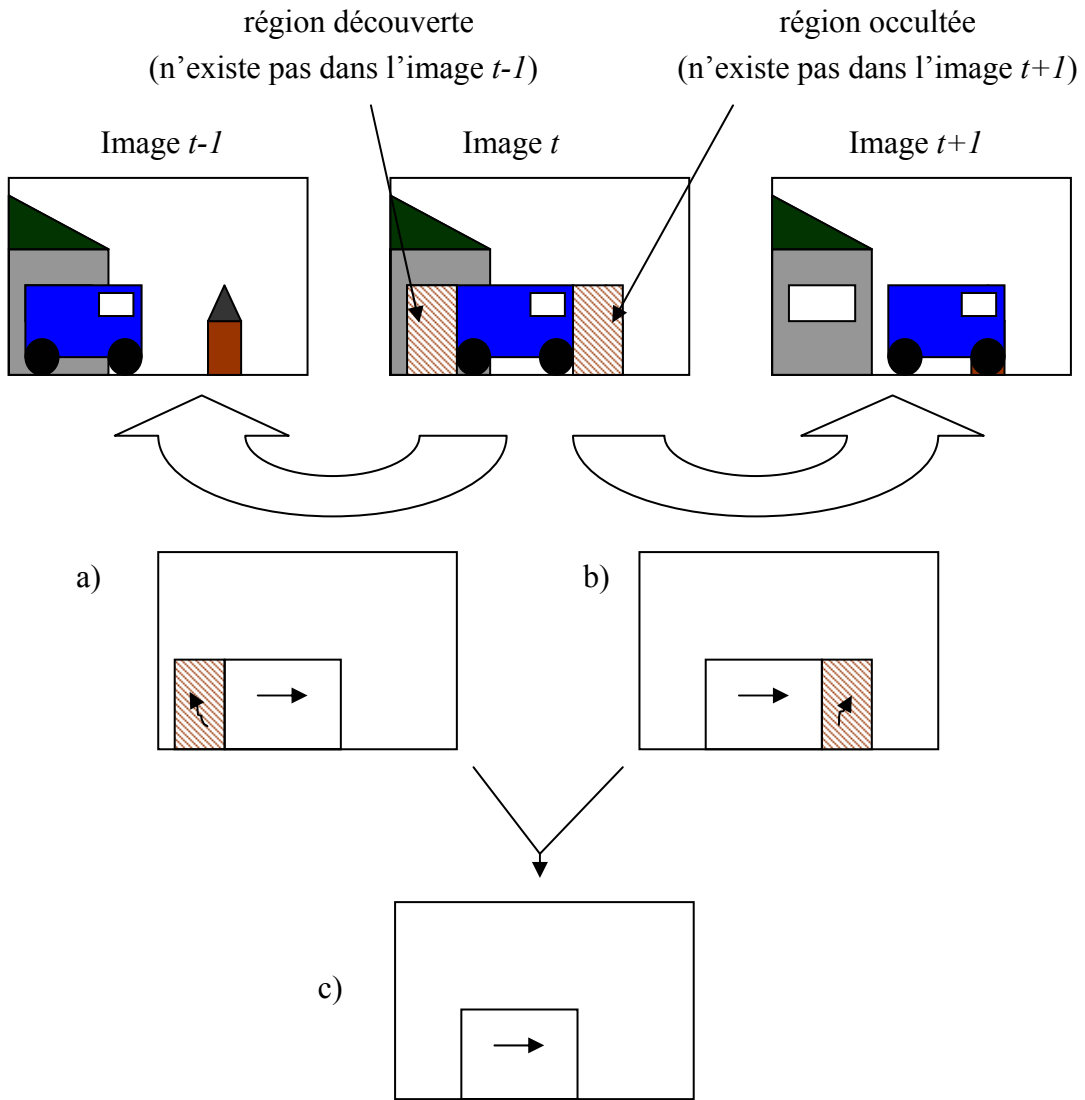 région découverte
(n’existe pas dans l’image t-1)
région occultée
(n’existe pas dans l’image t+1)
Image t-1
Image t
Image t+1
a)
b)
c)